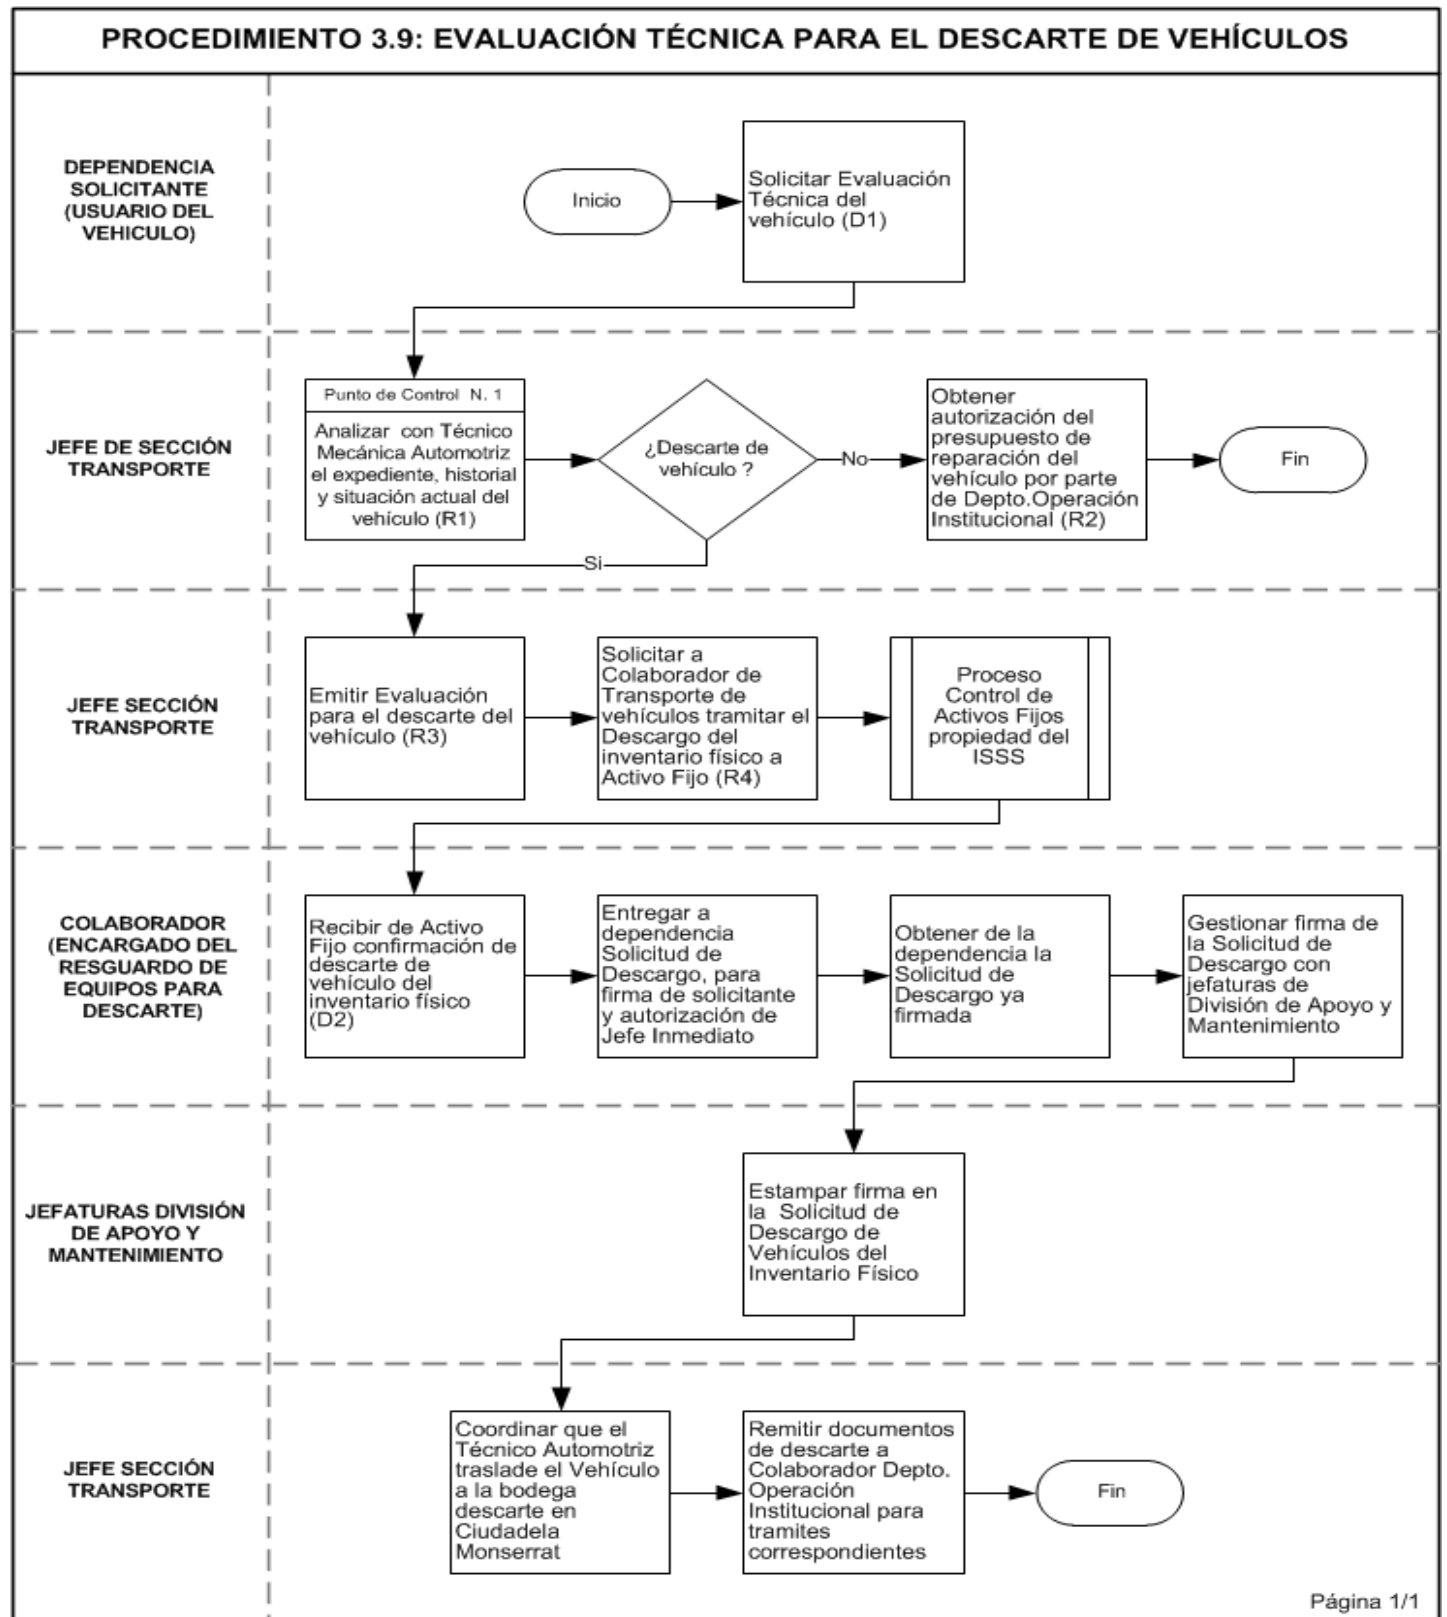 PROCEDIMIENTO 3.9: EVALUACIÓN TÉCNICA PARA EL DESCARTE DE VEHÍCULOS
DEPENDENCIA
SOLICITANTE
(USUARIO DEL
VEHICULO)
Inicio
Solicitar Evaluación
Técnica del
vehículo (D1)
JEFE DE SECCIÓN
TRANSPORTE
Punto de Control N. 1
Analizar con Técnico
Mecánica Automotriz
el expediente, historial
y situación actual del
vehículo (R1)
¿Descarte de
vehículo ?
No
Obtener
autorización del
presupuesto de
reparación del
vehículo por parte
de Depto.Operación
Institucional (R2)
Fin
Si
JEFE SECCIÓN
TRANSPORTE
Emitir Evaluación
para el descarte del
vehículo (R3)
Solicitar a
Colaborador de
Transporte de
vehículos tramitar el
Descargo del
inventario físico a
Activo Fijo (R4)
Proceso
Control de
Activos Fijos
propiedad del
ISSS
COLABORADOR
(ENCARGADO DEL
RESGUARDO DE
EQUIPOS PARA
DESCARTE)
Recibir de Activo
Fijo confirmación de
descarte de
vehículo del
inventario físico
(D2)
Entregar a
dependencia
Solicitud de
Descargo, para
firma de solicitante
y autorización de
Jefe Inmediato
Obtener de la
dependencia la
Solicitud de
Descargo ya
firmada
Gestionar firma de
la Solicitud de
Descargo con
jefaturas de
División de Apoyo y
Mantenimiento
JEFATURAS DIVISIÓN
DE APOYO Y
MANTENIMIENTO
Estampar firma en
la Solicitud de
Descargo de
Vehículos del
Inventario Físico
JEFE SECCIÓN
TRANSPORTE
Coordinar que el
Técnico Automotriz
traslade el Vehículo
a la bodega
descarte en
Ciudadela
Monserrat
Remitir documentos
de descarte a
Colaborador Depto.
Operación
Institucional para
tramites
correspondientes
Fin
Página 1/1